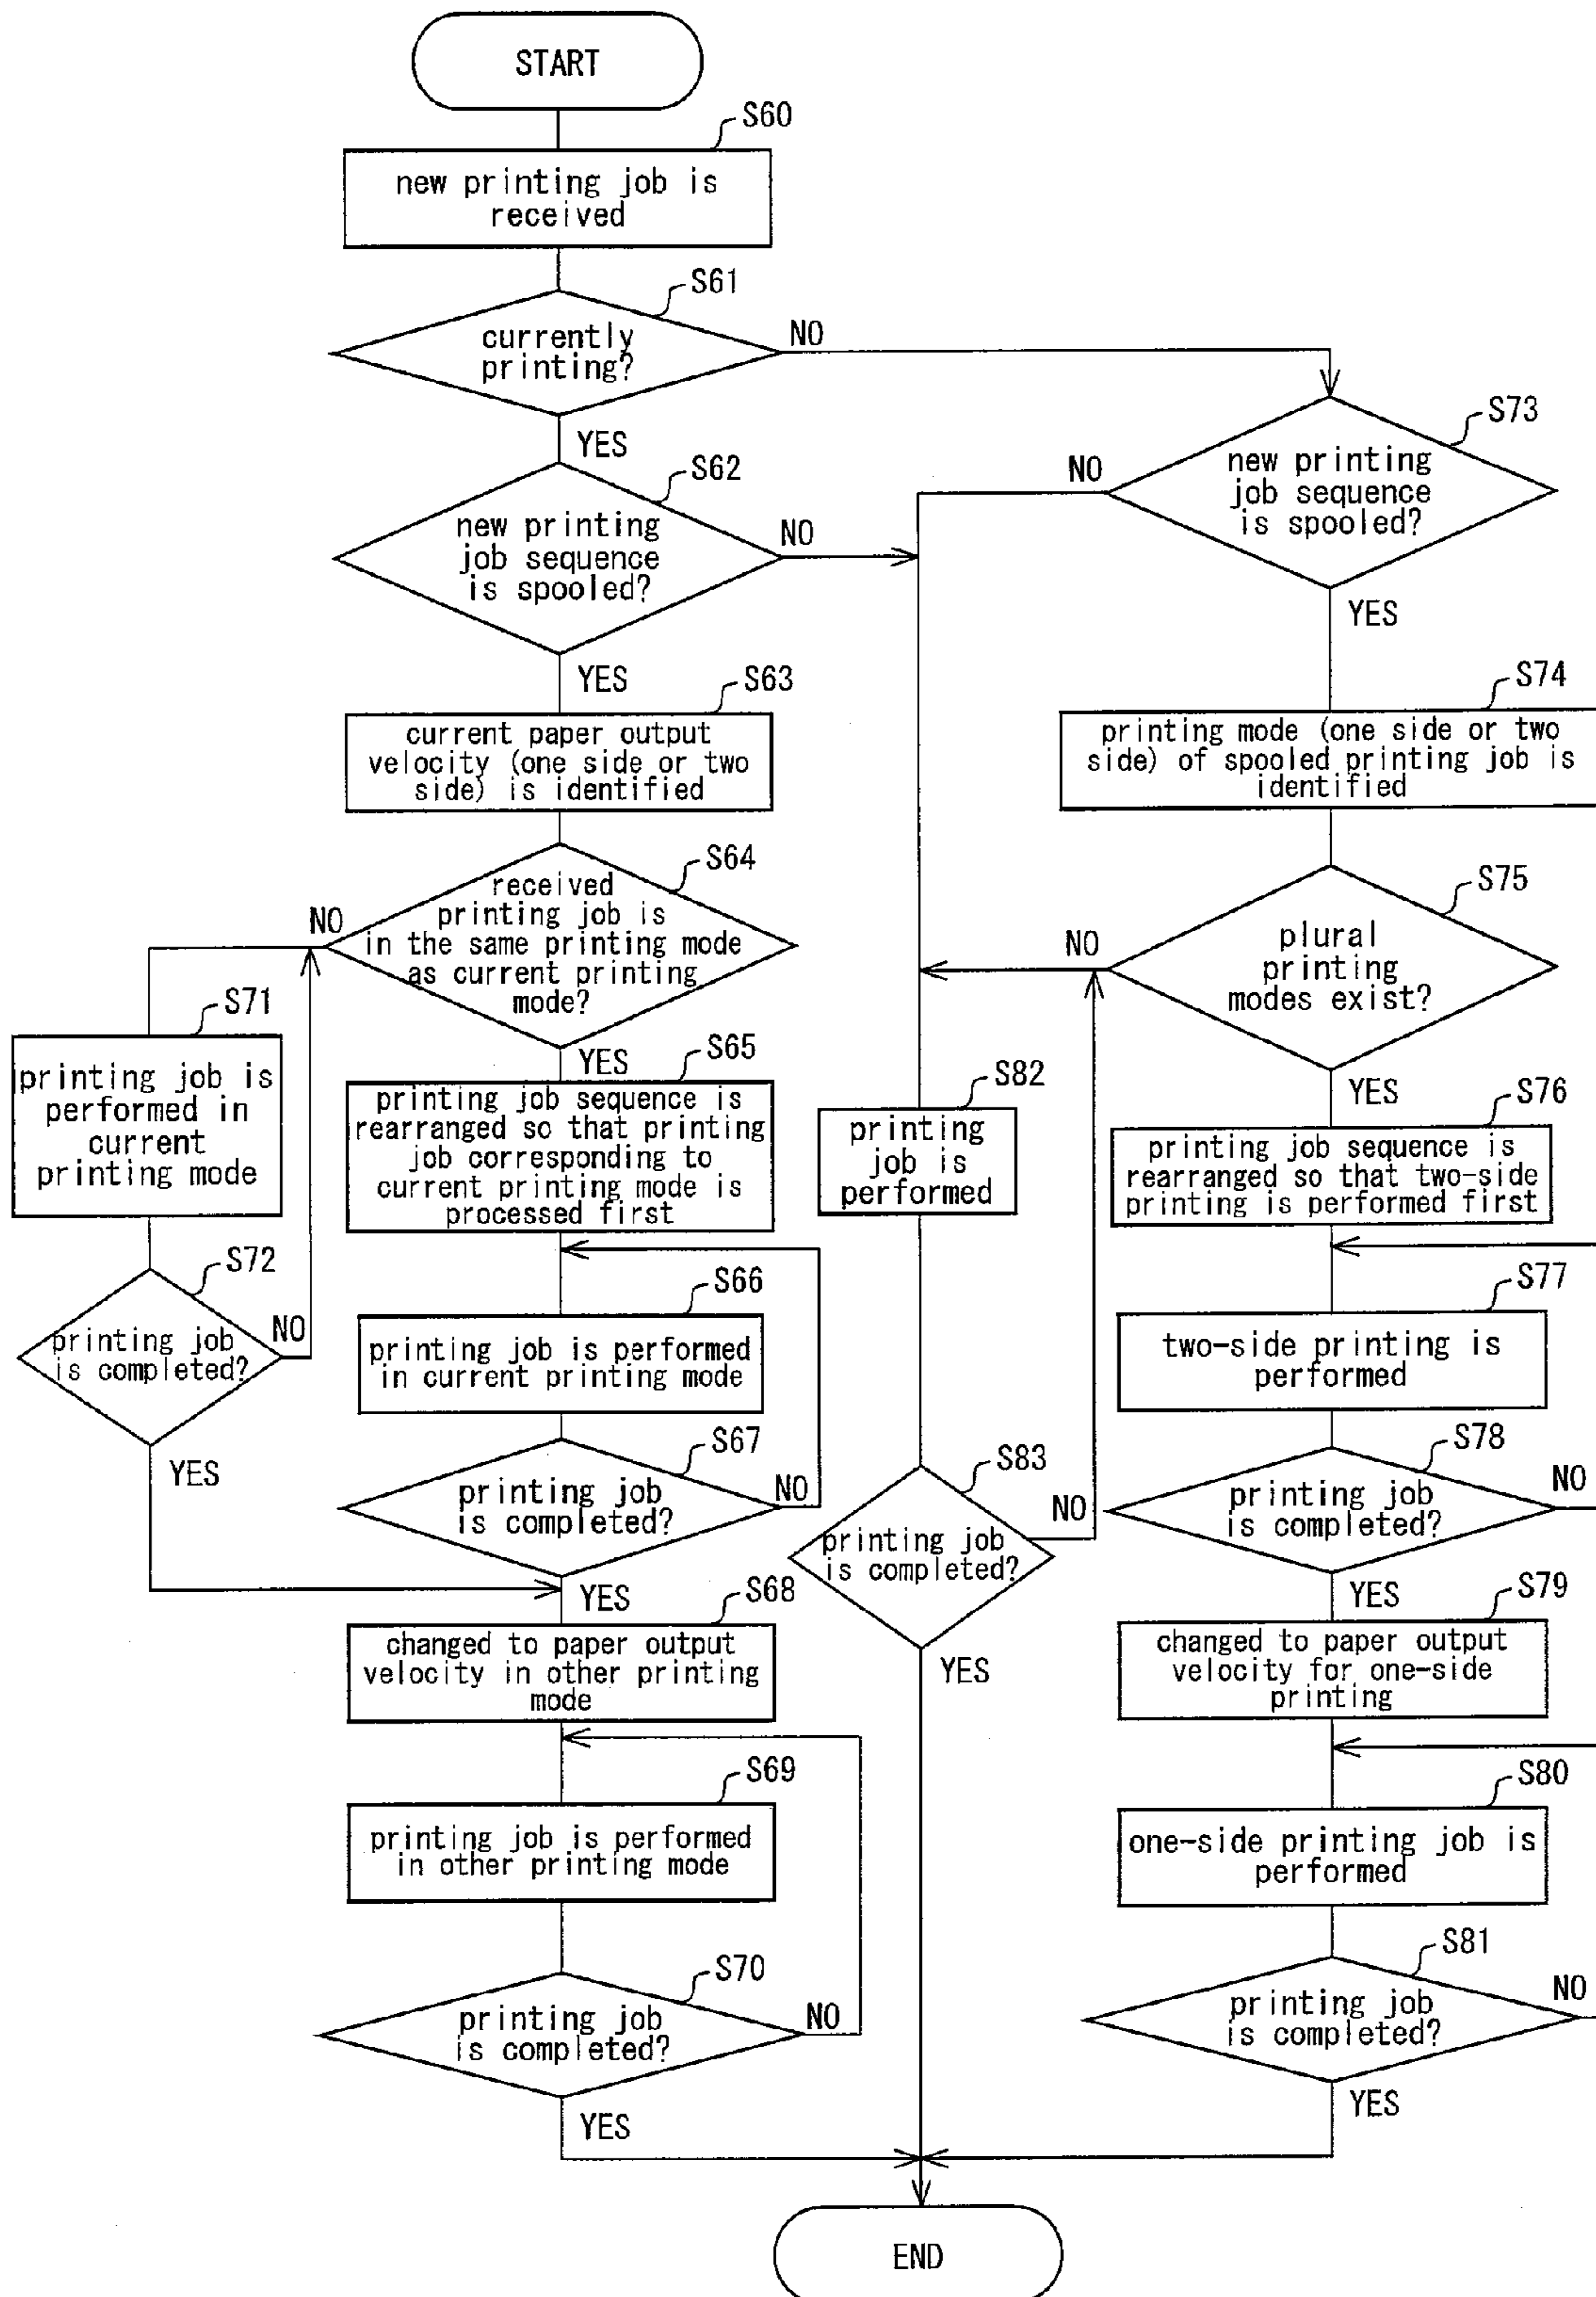 START
S60
new printing job is
received
S61
currently
printing?
NO
YES
S62
new printing
job sequence
is spooled?
NO
YES
S63
current paper output
velocity (one side or two
side) is identified
S64
received
printing job is
in the same printing mode
as current printing
mode?
NO
YES
S71
printing job is
performed in
current
printing mode
S72
printing job
is completed?
NO
YES
S65
printing job sequence is
rearranged so that printing
job corresponding to
current printing mode is
processed first
S66
printing job is performed
in current printing mode
S67
printing job
is completed?
NO
YES
S68
changed to paper output
velocity in other printing
mode
S69
printing job is performed
in other printing mode
S70
printing job
is completed?
NO
YES
S73
new printing
job sequence
is spooled?
NO
YES
S74
printing mode (one side or two
side) of spooled printing job is
identified
S75
plural
printing
modes exist?
NO
YES
S82
printing
job is
performed
S83
printing job
is completed?
NO
YES
S76
printing job sequence is
rearranged so that two-side
printing is performed first
S77
two-side printing is
performed
S78
printing job
is completed?
NO
YES
S79
changed to paper output
velocity for one-side
printing
S80
one-side printing job is
performed
S81
printing job
is completed?
NO
YES
END